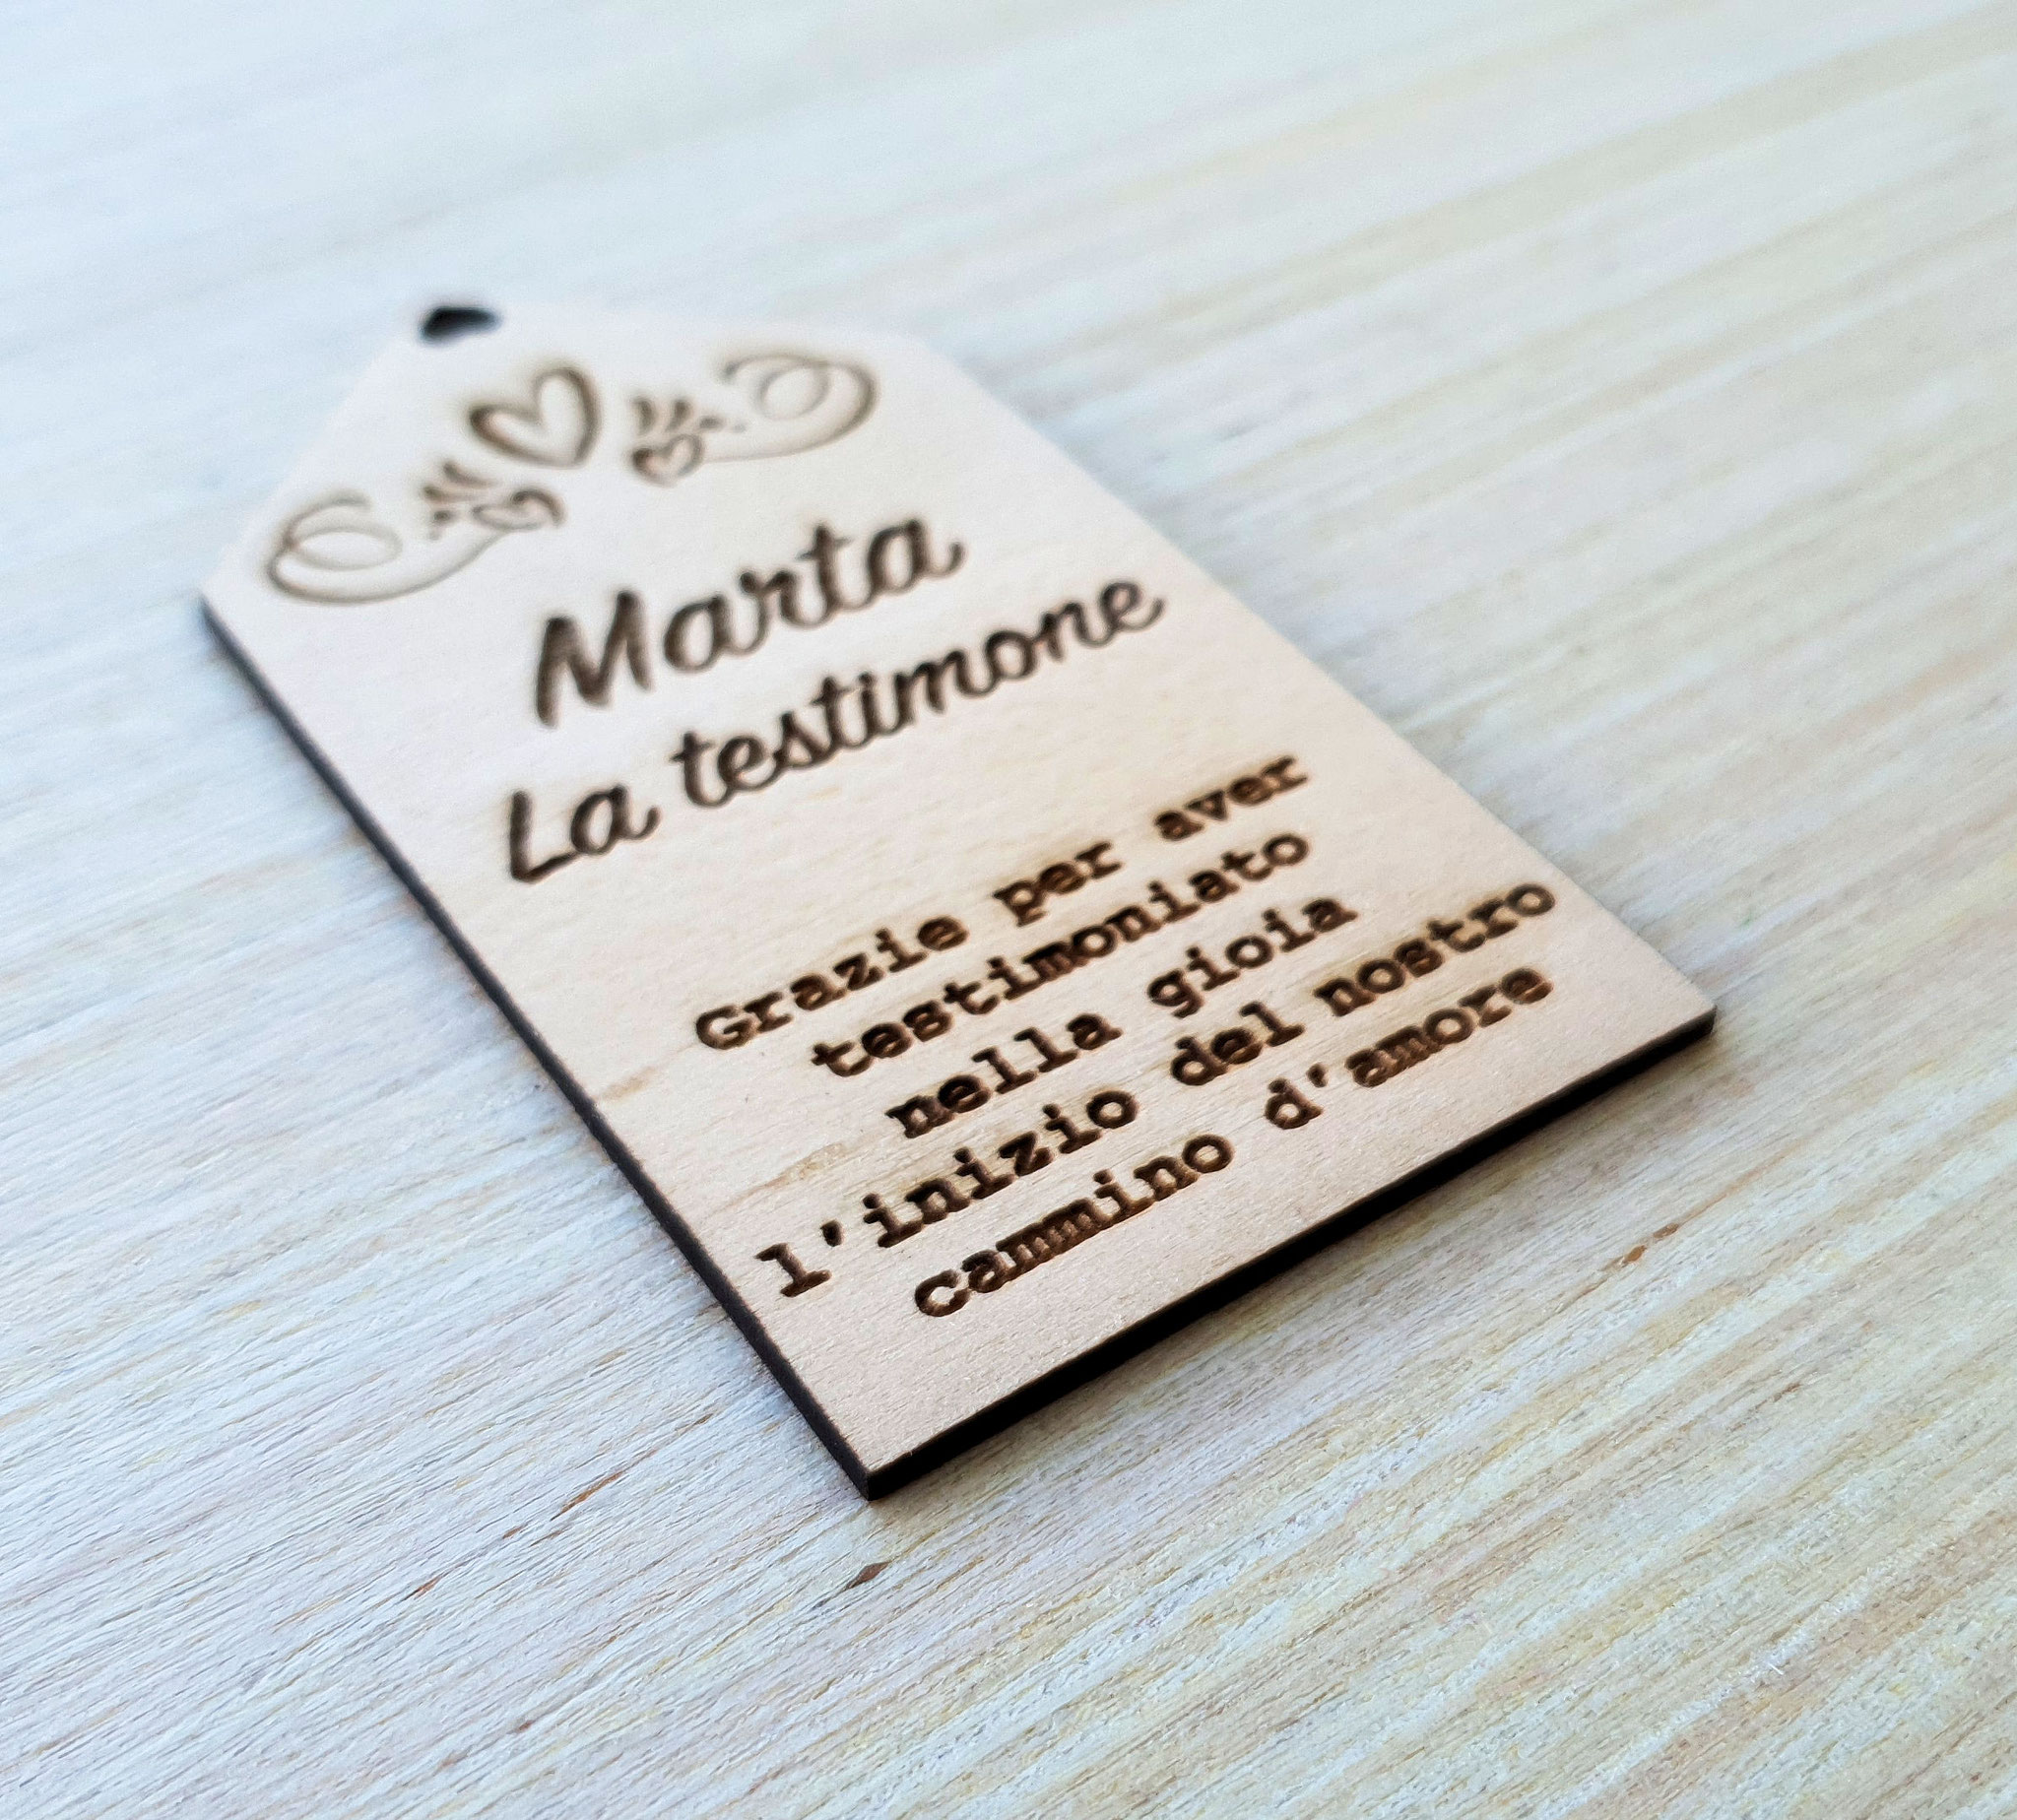 Marta
La testimone
Grazie per aver
testimoniato
nella gioia
l'inizio del nostro
cammino d'amore